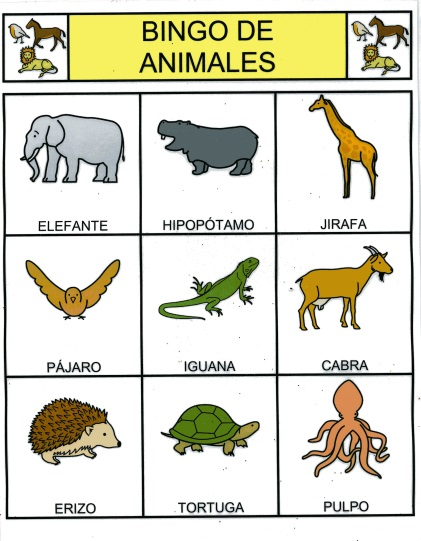 BINGO DE
ANIMALES
ELEFANTE
HIPOPÓTAMO
JIRAFA
PÁJARO
IGUANA
CABRA
ERIZO
TORTUGA
PULPO